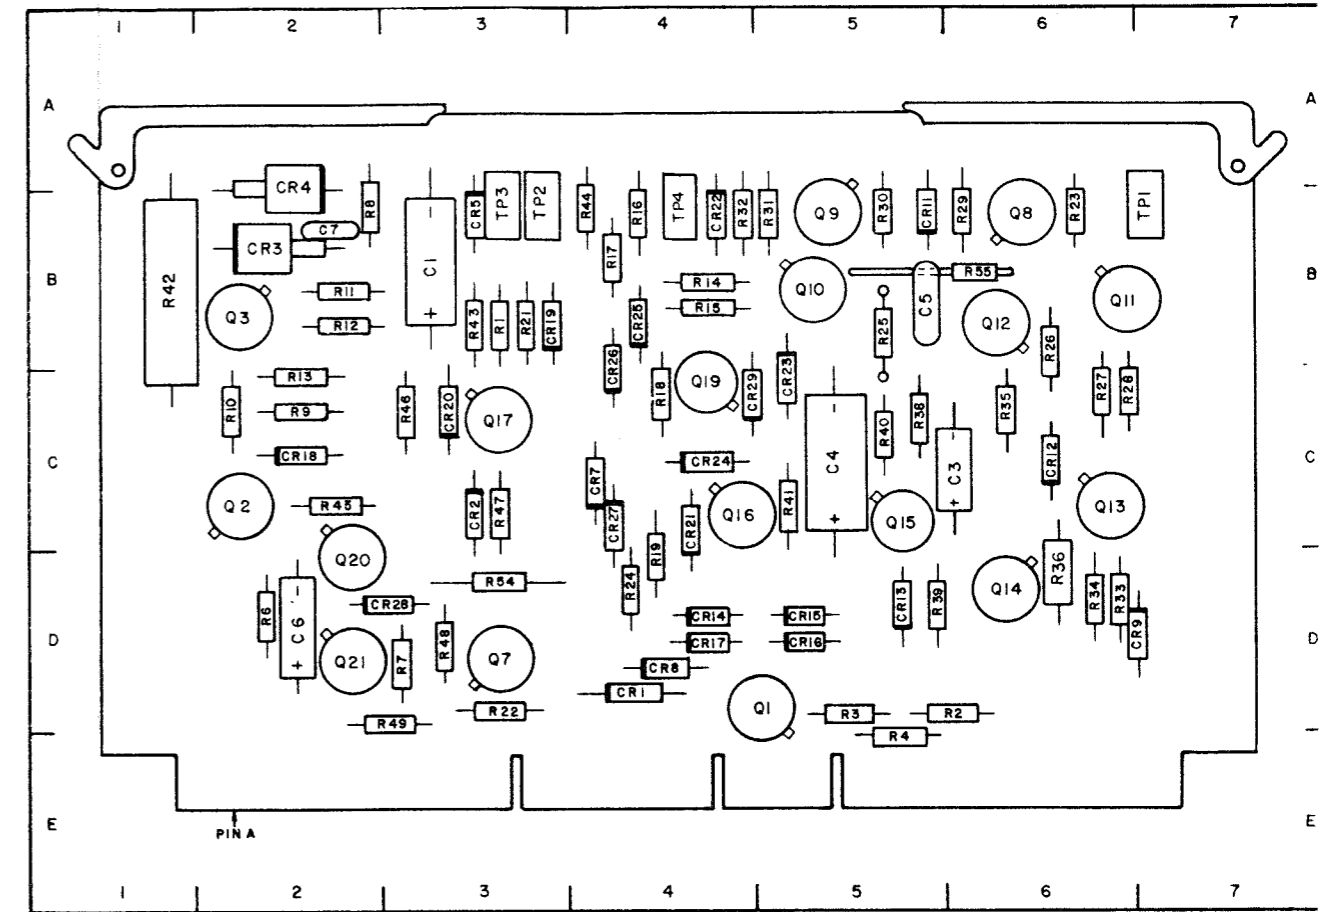 1 2 3 4 5 6 7
A A
CR4 R8 CR5 TP3 TP2 R44 R16 TP4 CR22 R32 R31 Q9 R30 CR11 R29 Q8 R23 TP1
C7
CR3 R17
B R42 C1 - + R14 Q10 R55 B
R11 R15 C5 Q11
Q3 R12 R43 R1 R21 CR19 CR25 R25 Q12 R26
CR26 CR23
R13 R18 Q19 CR29 R27 R28
R10 R9 R46 CR20 Q17 R40 R38 R35
C CR18 CR7 CR24 C4 - + C3 - + CR12 C
Q2 R45 CR2 R47 CR27 CR21 Q16 R41 Q15 Q13
Q20 R19
R54 R24 Q14 R36 R34 R33
R6 C6 - + CR28 CR14 CR15 CR13 R39 CR9
D R48 CR17 CR16 D
Q21 R7 Q7 CR8
CR1 Q1
R49 R22 R3 R2
R4
E E
PIN A
1 2 3 4 5 6 7